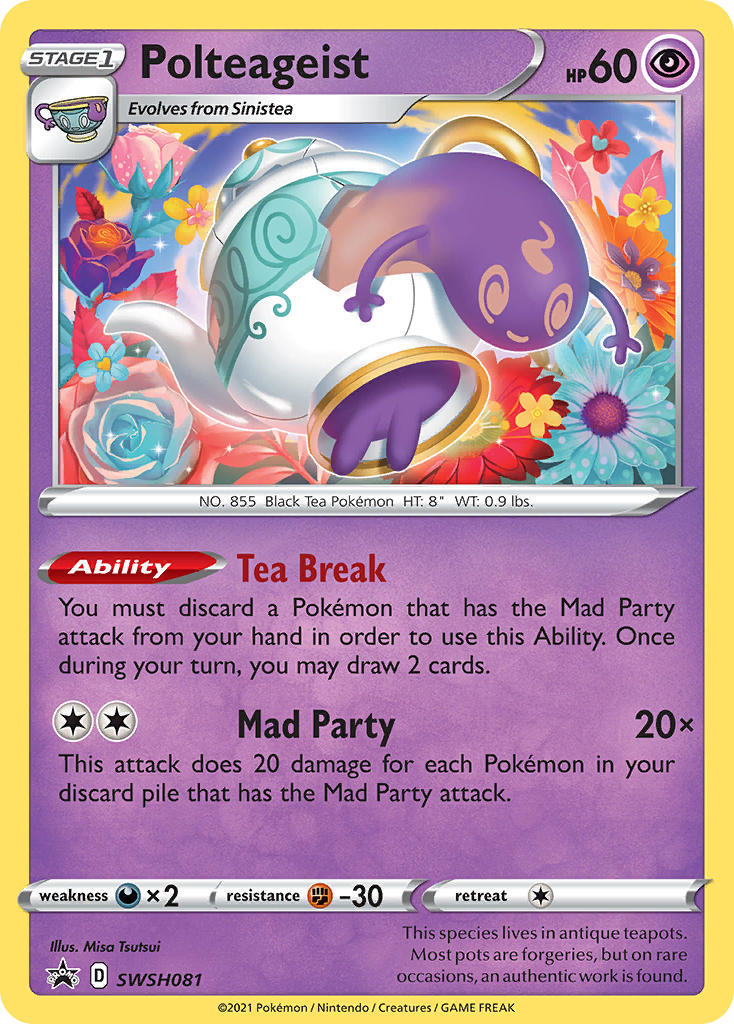 STAGE1
Polteageist
HP60
Evolves from Sinistea
NO. 855 Black Tea Pokémon HT: 8" WT: 0.9 lbs.
Ability
Tea Break
You must discard a Pokémon that has the Mad Party
attack from your hand in order to use this Ability. Once
during your turn, you may draw 2 cards.
Mad Party 20×
This attack does 20 damage for each Pokémon in your
discard pile that has the Mad Party attack.
weakness ×2 resistance -30 retreat
Illus. Misa Tsutsui
This species lives in antique teapots.
Most pots are forgeries, but on rare
occasions, an authentic work is found.
PROMO D SWSH081
©2021 Pokémon / Nintendo / Creatures / GAME FREAK